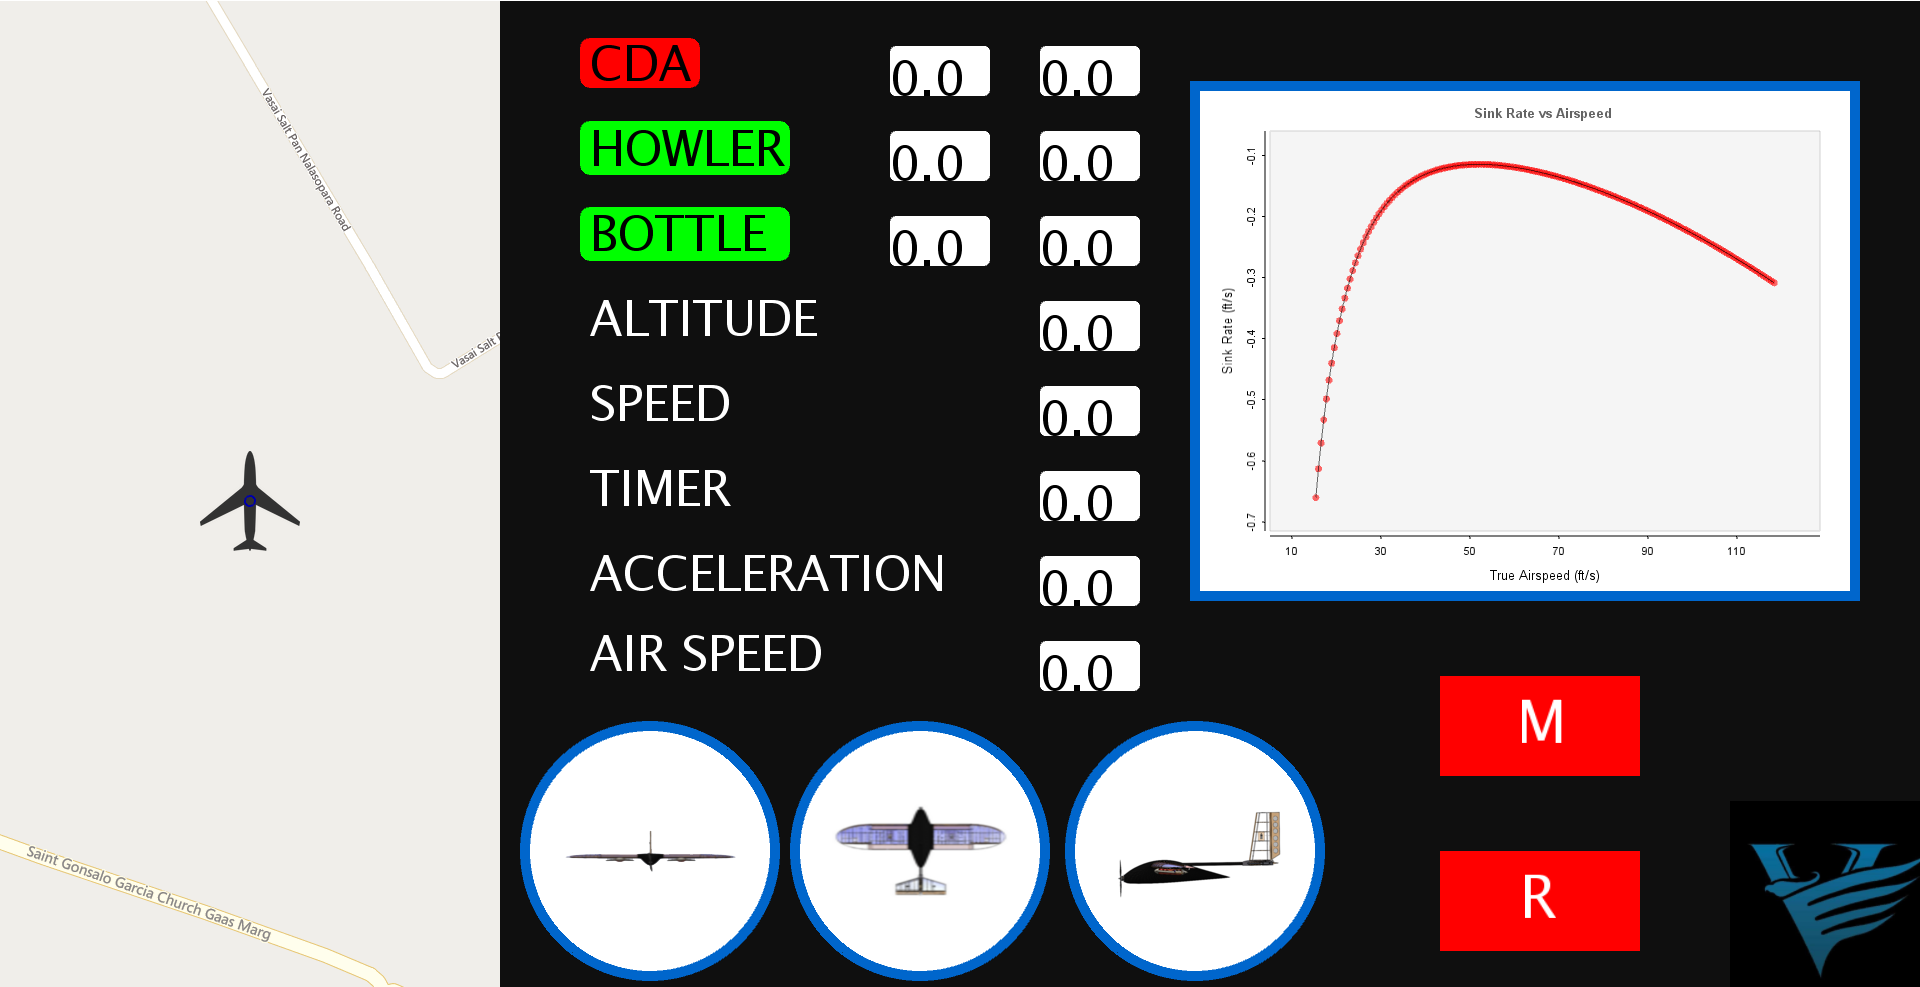 Vasai Salt Pan Nalasopara Road
Vasai Salt
Saint Gonsalo Garcia Church Gaas Marg
CDA 0.0 0.0
HOWLER 0.0 0.0
BOTTLE 0.0 0.0
ALTITUDE 0.0
SPEED 0.0
TIMER 0.0
ACCELERATION 0.0
AIR SPEED 0.0
Sink Rate vs Airspeed
Sink Rate (ft/s)
-0.1
-0.2
-0.3
-0.4
-0.5
-0.6
-0.7
10 30 50 70 90 110
True Airspeed (ft/s)
M
R